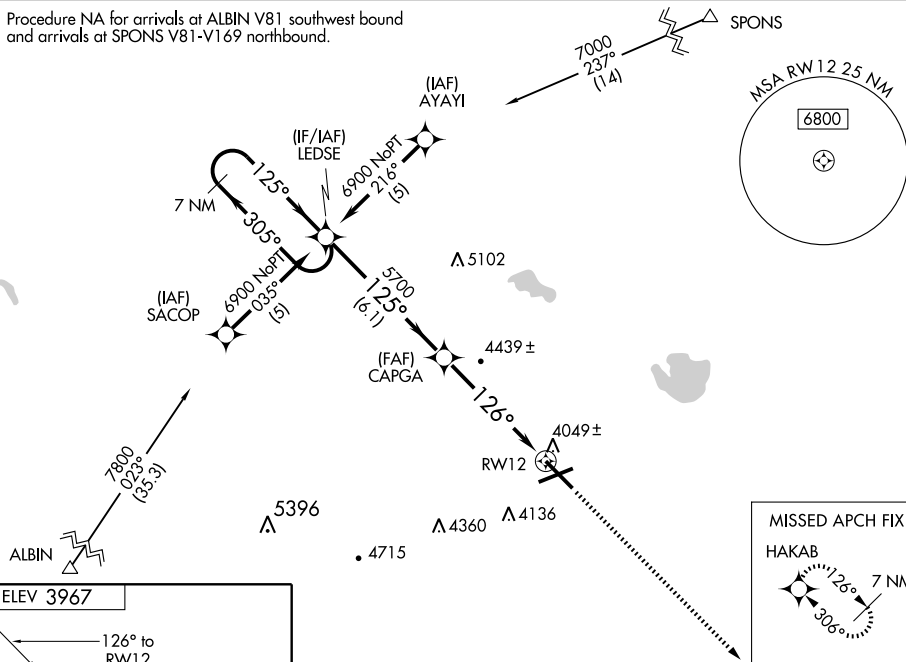 Procedure NA for arrivals at ALBIN V81 southwest bound
and arrivals at SPONS V81-V169 northbound.
SPONS
7000
237°
(14)
MSA RW12 25 NM
6800
(IAF)
AYAYI
(IF/IAF)
LEDSE
6900 NoPT
216°
(5)
125°
7 NM
305°
6900 NoPT
035°
(5)
(IAF)
SACOP
5102
5700
125°
(6.1)
(FAF)
CAPGA
4439±
126°
4049±
RW12
7800
023°
(35.3)
5396
4360
4136
4715
ALBIN
ELEV 3967
126° to
RW12
MISSED APCH FIX
HAKAB
126°
7 NM
306°